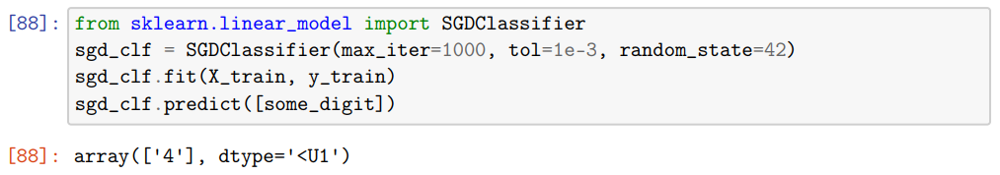 [88]: from sklearn.linear_model import SGDClassifier
sgd_clf = SGDClassifier(max_iter=1000, tol=1e-3, random_state=42)
sgd_clf.fit(X_train, y_train)
sgd_clf.predict([some_digit])
[88]: array(['4'], dtype='<U1')